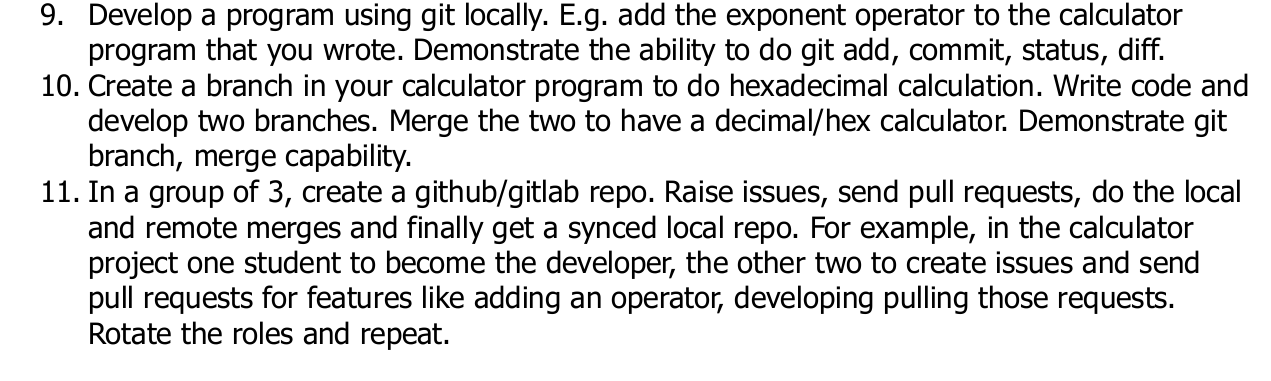 9. Develop a program using git locally. E.g. add the exponent operator to the calculator
program that you wrote. Demonstrate the ability to do git add, commit, status, diff.
10. Create a branch in your calculator program to do hexadecimal calculation. Write code and
develop two branches. Merge the two to have a decimal/hex calculator. Demonstrate git
branch, merge capability.
11. In a group of 3, create a github/gitlab repo. Raise issues, send pull requests, do the local
and remote merges and finally get a synced local repo. For example, in the calculator
project one student to become the developer, the other two to create issues and send
pull requests for features like adding an operator, developing pulling those requests.
Rotate the roles and repeat.